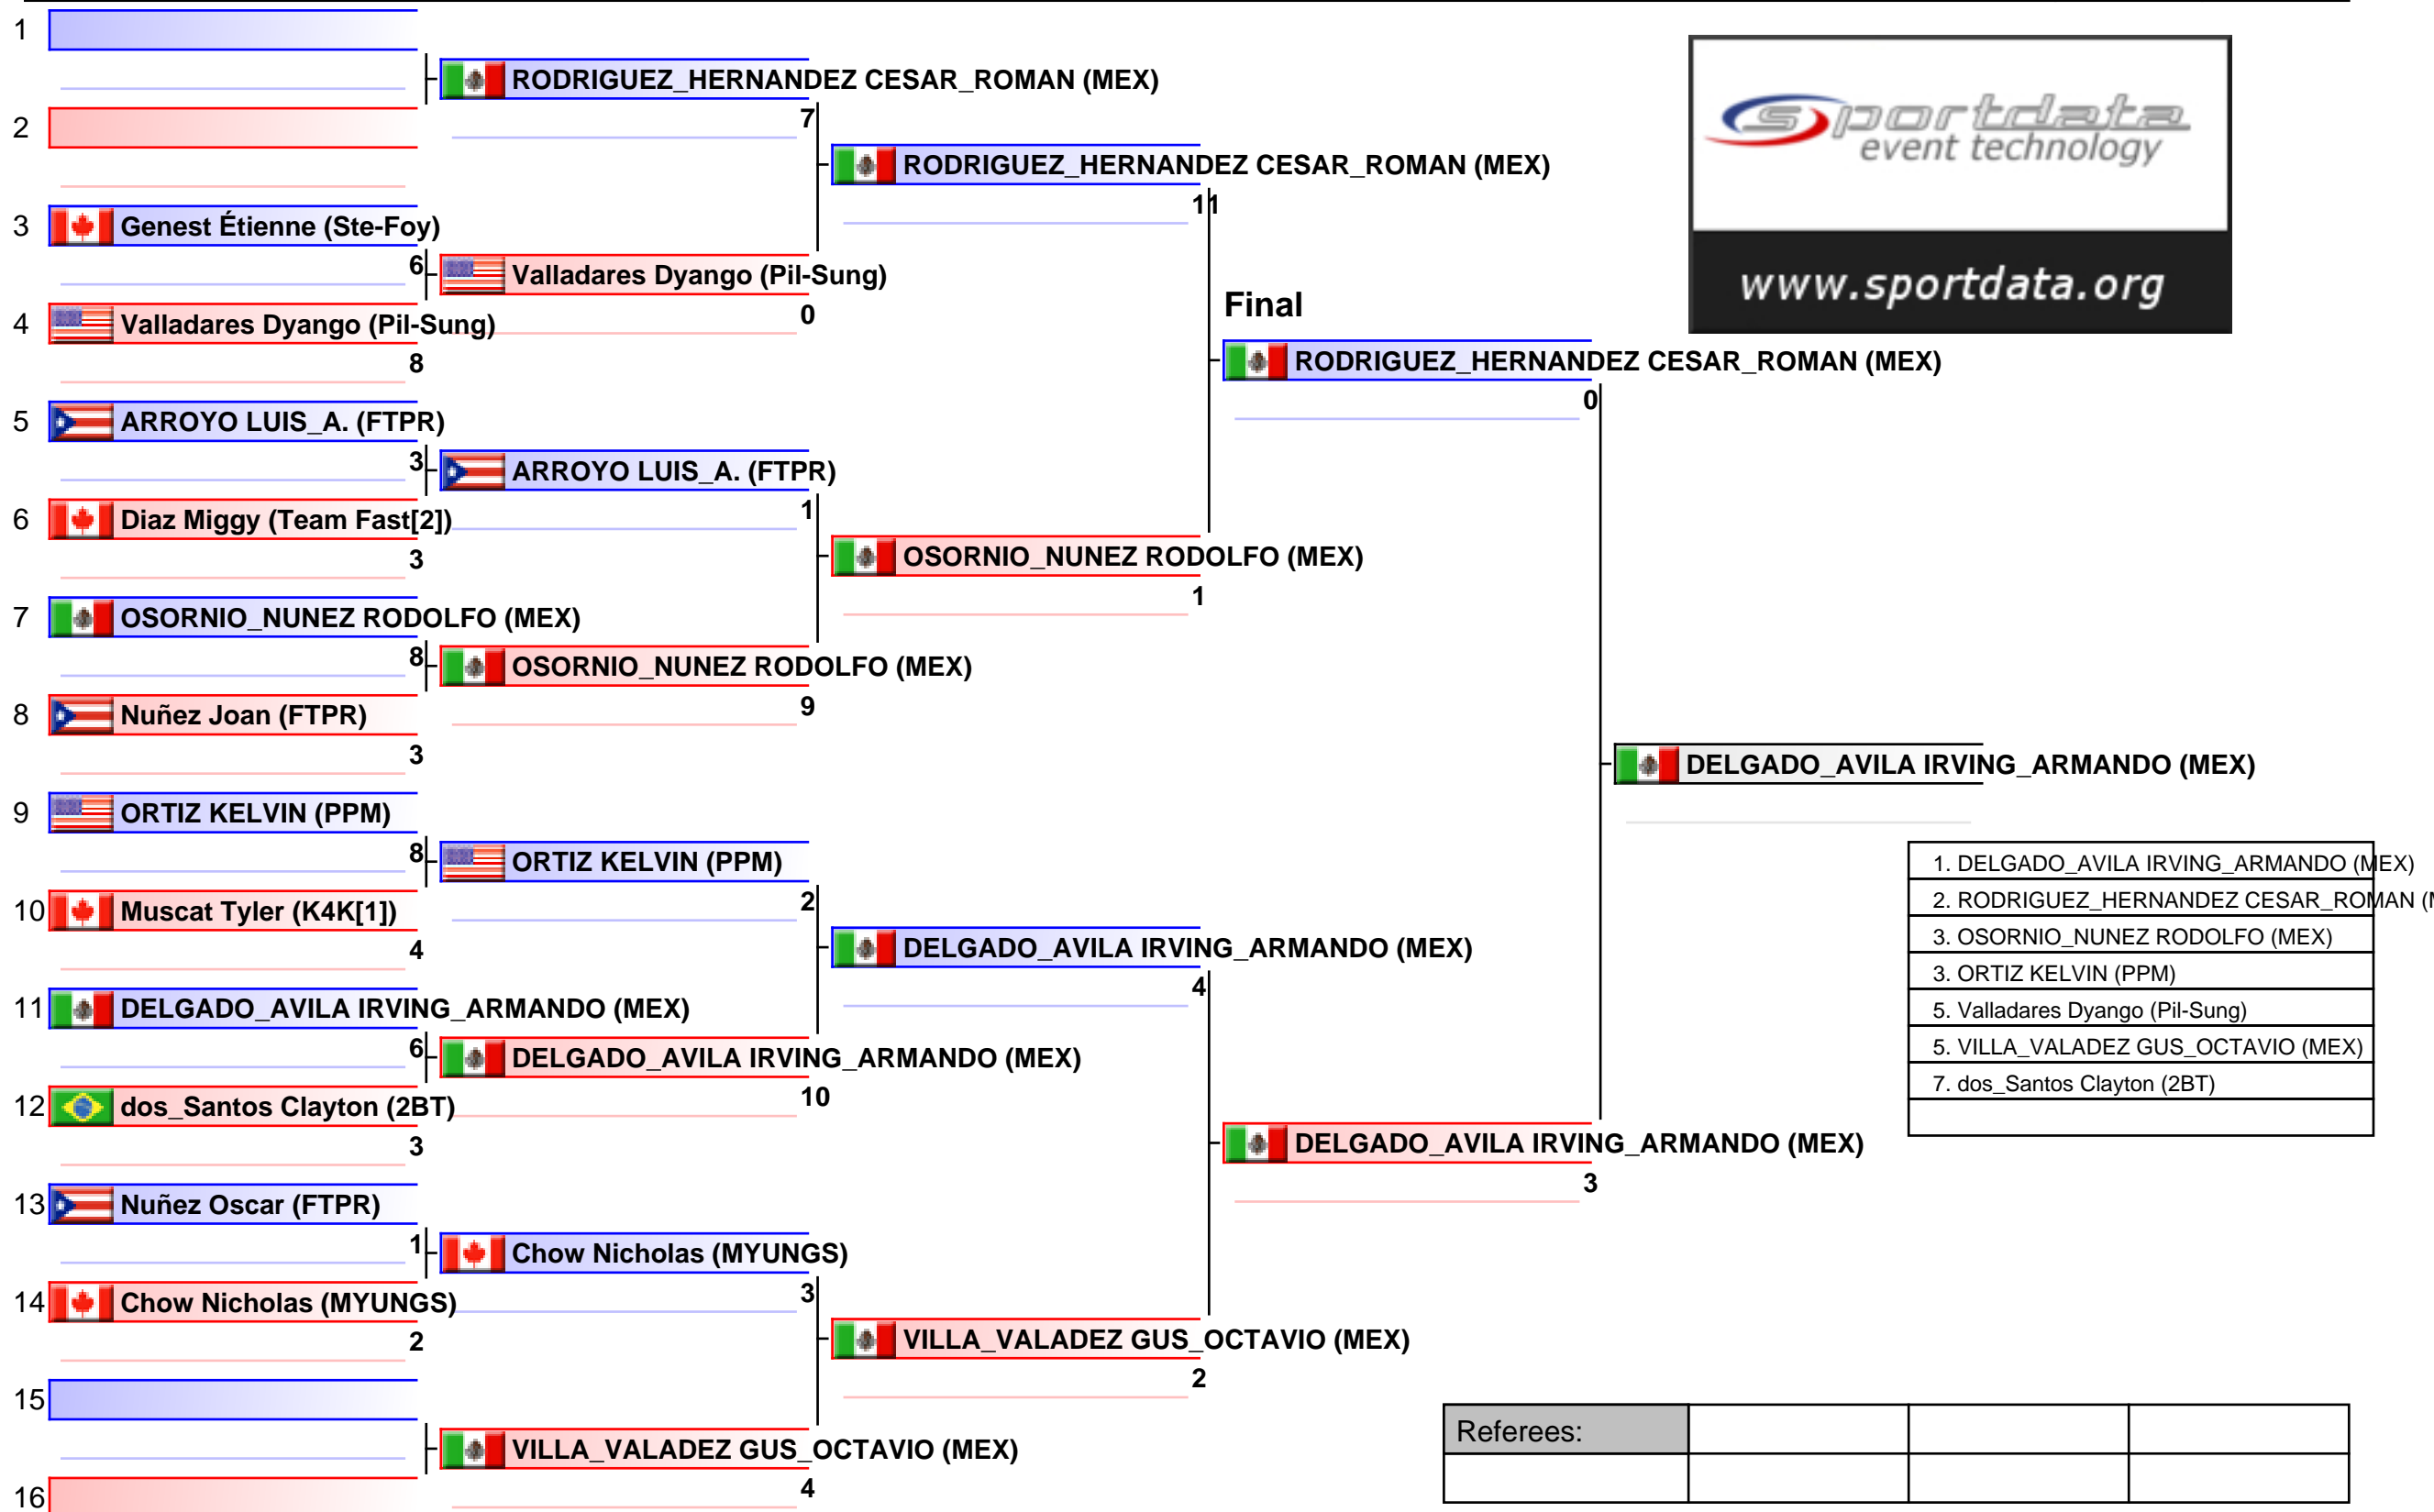 1
RODRIGUEZ_HERNANDEZ CESAR_ROMAN (MEX)
7
2
RODRIGUEZ_HERNANDEZ CESAR_ROMAN (MEX)
11
3 Genest Étienne (Ste-Foy)
6
Valladares Dyango (Pil-Sung)
0
4 Valladares Dyango (Pil-Sung)
8
Final
RODRIGUEZ_HERNANDEZ CESAR_ROMAN (MEX)
0
5 ARROYO LUIS_A. (FTPR)
3
ARROYO LUIS_A. (FTPR)
1
6 Diaz Miggy (Team Fast[2])
3
OSORNIO_NUNEZ RODOLFO (MEX)
1
7 OSORNIO_NUNEZ RODOLFO (MEX)
8
OSORNIO_NUNEZ RODOLFO (MEX)
9
8 Nuñez Joan (FTPR)
3
DELGADO_AVILA IRVING_ARMANDO (MEX)
9 ORTIZ KELVIN (PPM)
8
ORTIZ KELVIN (PPM)
2
10 Muscat Tyler (K4K[1])
4
DELGADO_AVILA IRVING_ARMANDO (MEX)
4
11 DELGADO_AVILA IRVING_ARMANDO (MEX)
6
DELGADO_AVILA IRVING_ARMANDO (MEX)
10
12 dos_Santos Clayton (2BT)
3
DELGADO_AVILA IRVING_ARMANDO (MEX)
3
13 Nuñez Oscar (FTPR)
1
Chow Nicholas (MYUNGS)
3
14 Chow Nicholas (MYUNGS)
2
VILLA_VALADEZ GUS_OCTAVIO (MEX)
2
15
VILLA_VALADEZ GUS_OCTAVIO (MEX)
4
16
sportdata
event technology
www.sportdata.org
1. DELGADO_AVILA IRVING_ARMANDO (MEX)
2. RODRIGUEZ_HERNANDEZ CESAR_ROMAN (
3. OSORNIO_NUNEZ RODOLFO (MEX)
3. ORTIZ KELVIN (PPM)
5. Valladares Dyango (Pil-Sung)
5. VILLA_VALADEZ GUS_OCTAVIO (MEX)
7. dos_Santos Clayton (2BT)
Referees: